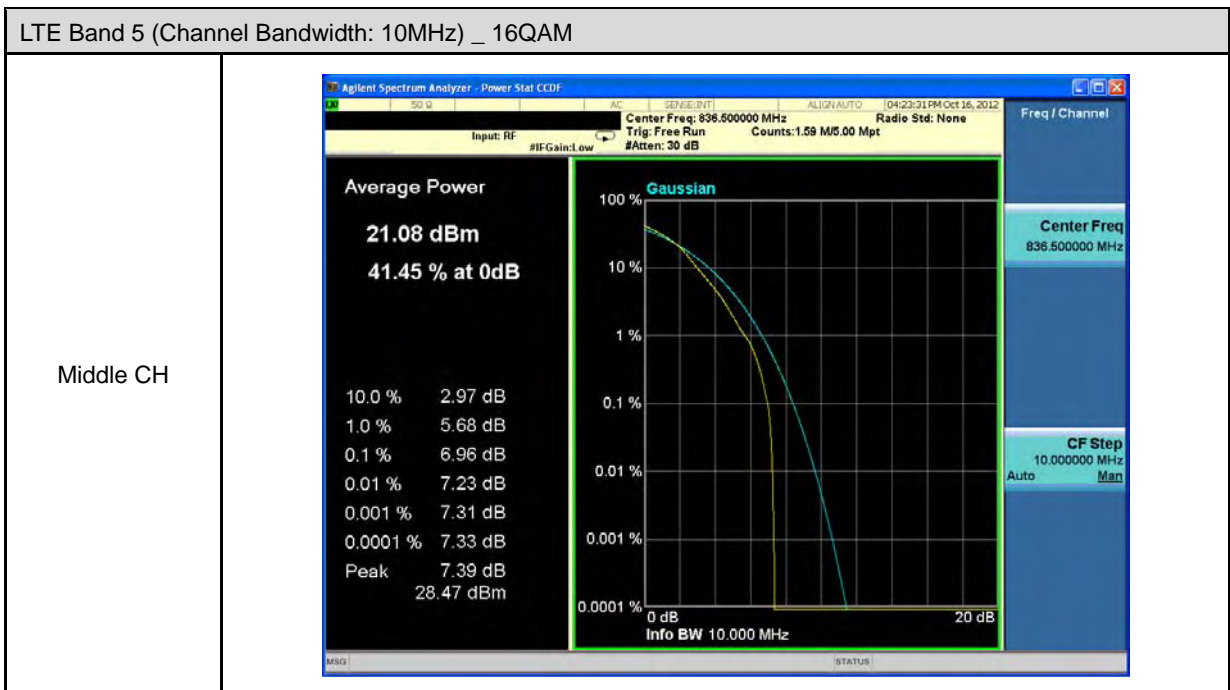 LTE Band 5 (Channel Bandwidth: 10MHz) _ 16QAM
Middle CH
Agilent Spectrum Analyzer - Power Stat CCDF
50 Ω AC SENSE:INT ALIGN AUTO 04:23:31 PM Oct 16, 2012
Center Freq: 836.500000 MHz Radio Std: None
Input: RF Trig: Free Run Counts:1.59 M/5.00 Mpt
#IFGain:Low #Atten: 30 dB
Freq / Channel
Average Power
21.08 dBm
41.45 % at 0dB
10.0 % 2.97 dB
1.0 % 5.68 dB
0.1 % 6.96 dB
0.01 % 7.23 dB
0.001 % 7.31 dB
0.0001 % 7.33 dB
Peak 7.39 dB
28.47 dBm
Gaussian
100 %
10 %
1 %
0.1 %
0.01 %
0.001 %
0.0001 %
0 dB 20 dB
Info BW 10.000 MHz
Center Freq
836.500000 MHz
CF Step
10.000000 MHz
Auto Man
MSG STATUS